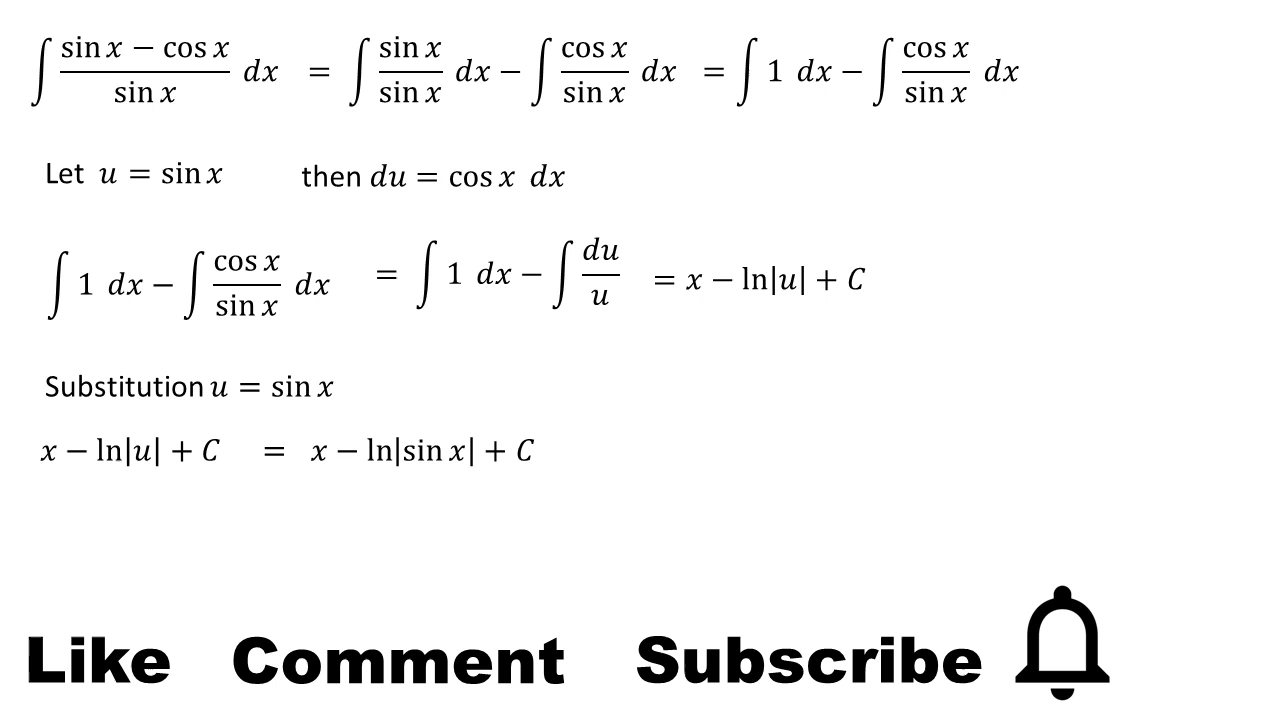 ∫ (sin x − cos x)/(sin x) dx = ∫ (sin x)/(sin x) dx − ∫ (cos x)/(sin x) dx = ∫ 1 dx − ∫ (cos x)/(sin x) dx
Let u = sin x then du = cos x dx
∫ 1 dx − ∫ (cos x)/(sin x) dx = ∫ 1 dx − ∫ du/u = x − ln|u| + C
Substitution u = sin x
x − ln|u| + C = x − ln|sin x| + C
Like Comment Subscribe